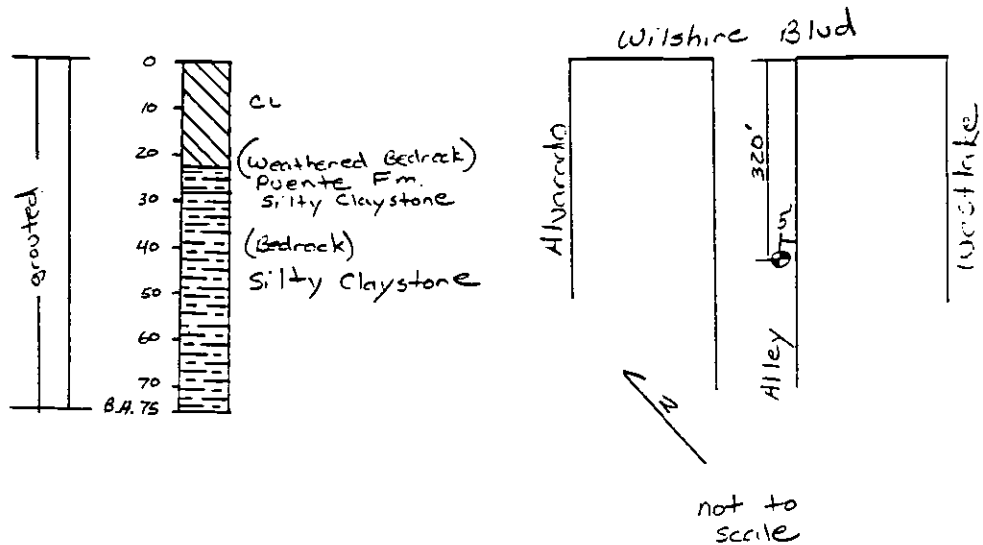 Wilshire Blvd
0
10
20
30
40
50
60
70
B.H. 75
grouted
CL
(Weathered Bedrock)
Puente Fm.
Silty Claystone
(Bedrock)
Silty Claystone
Alvarado
320'
Alley
Westlake
N
not to
scale